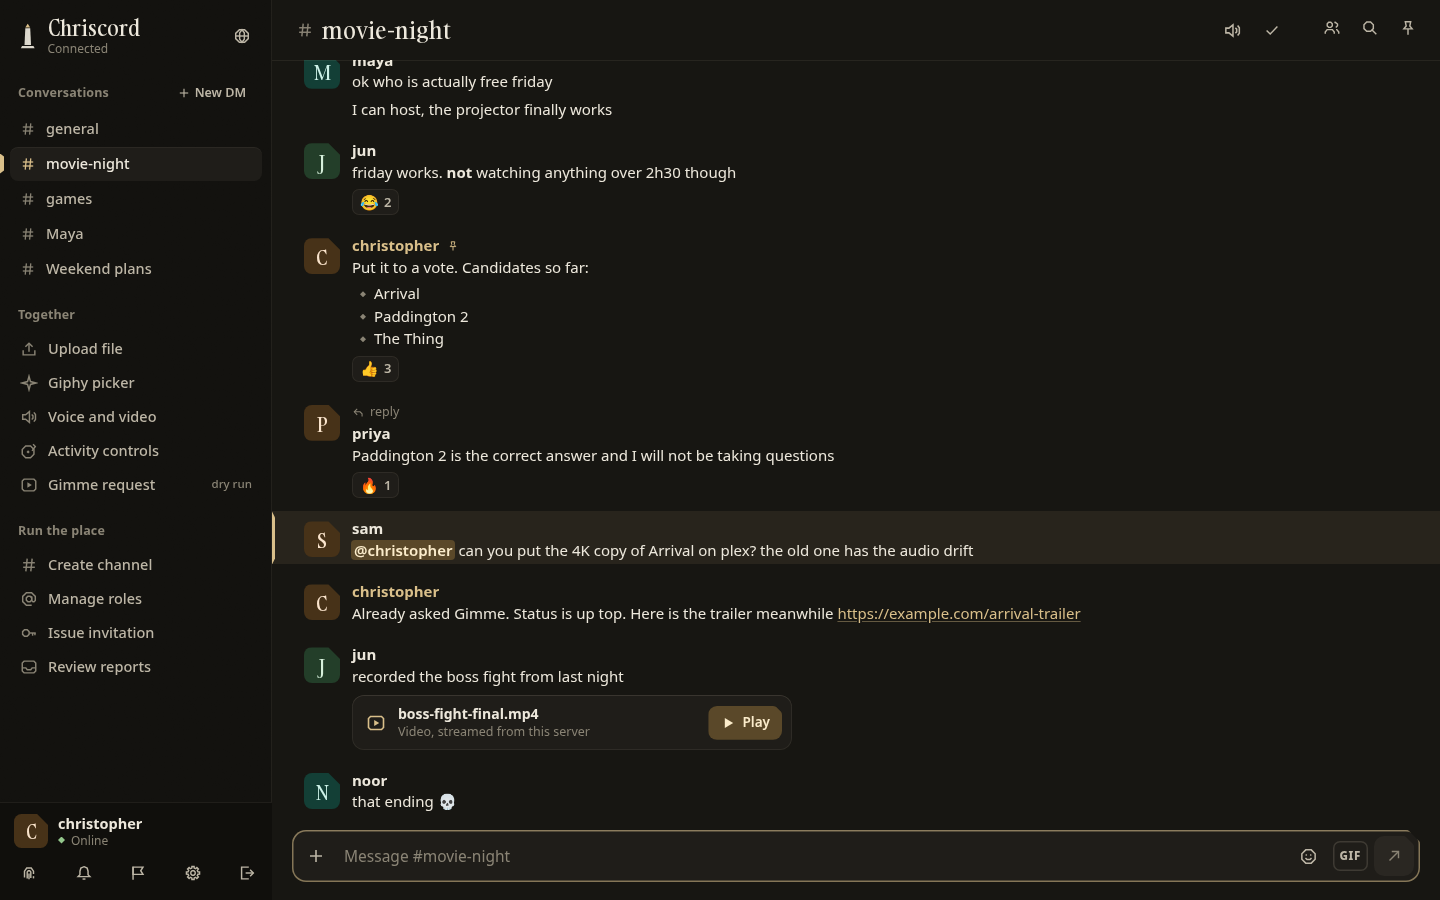 Chriscord
Connected
Conversations
+ New DM
# general
# movie-night
# games
# Maya
# Weekend plans
Together
Upload file
Giphy picker
Voice and video
Activity controls
Gimme request dry run
Run the place
Create channel
Manage roles
Issue invitation
Review reports
C
christopher
Online
# movie-night
M
maya
ok who is actually free friday
I can host, the projector finally works
J
jun
friday works. not watching anything over 2h30 though
😂 2
C
christopher
Put it to a vote. Candidates so far:
Arrival
Paddington 2
The Thing
👍 3
reply
P
priya
Paddington 2 is the correct answer and I will not be taking questions
🔥 1
S
sam
@christopher can you put the 4K copy of Arrival on plex? the old one has the audio drift
C
christopher
Already asked Gimme. Status is up top. Here is the trailer meanwhile https://example.com/arrival-trailer
J
jun
recorded the boss fight from last night
boss-fight-final.mp4
Video, streamed from this server
Play
N
noor
that ending 💀
+ Message #movie-night
GIF